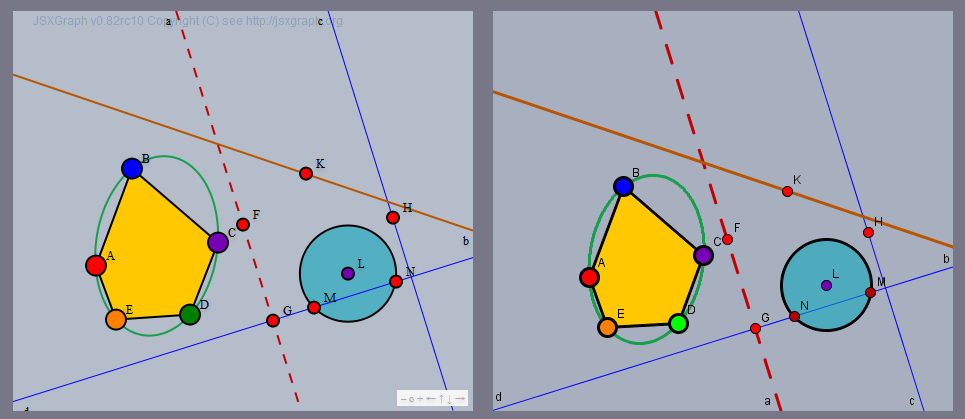 JSXGraph v0.82rc10 Copyright (C) see http://jsxgraph.org
a
c
B
K
H
F
C
b
A
L
N
M
G
D
E
d
− o + ← ↑ ↓ →
B
K
F
H
C
A
L
b
M
N
G
E
D
d
a
c